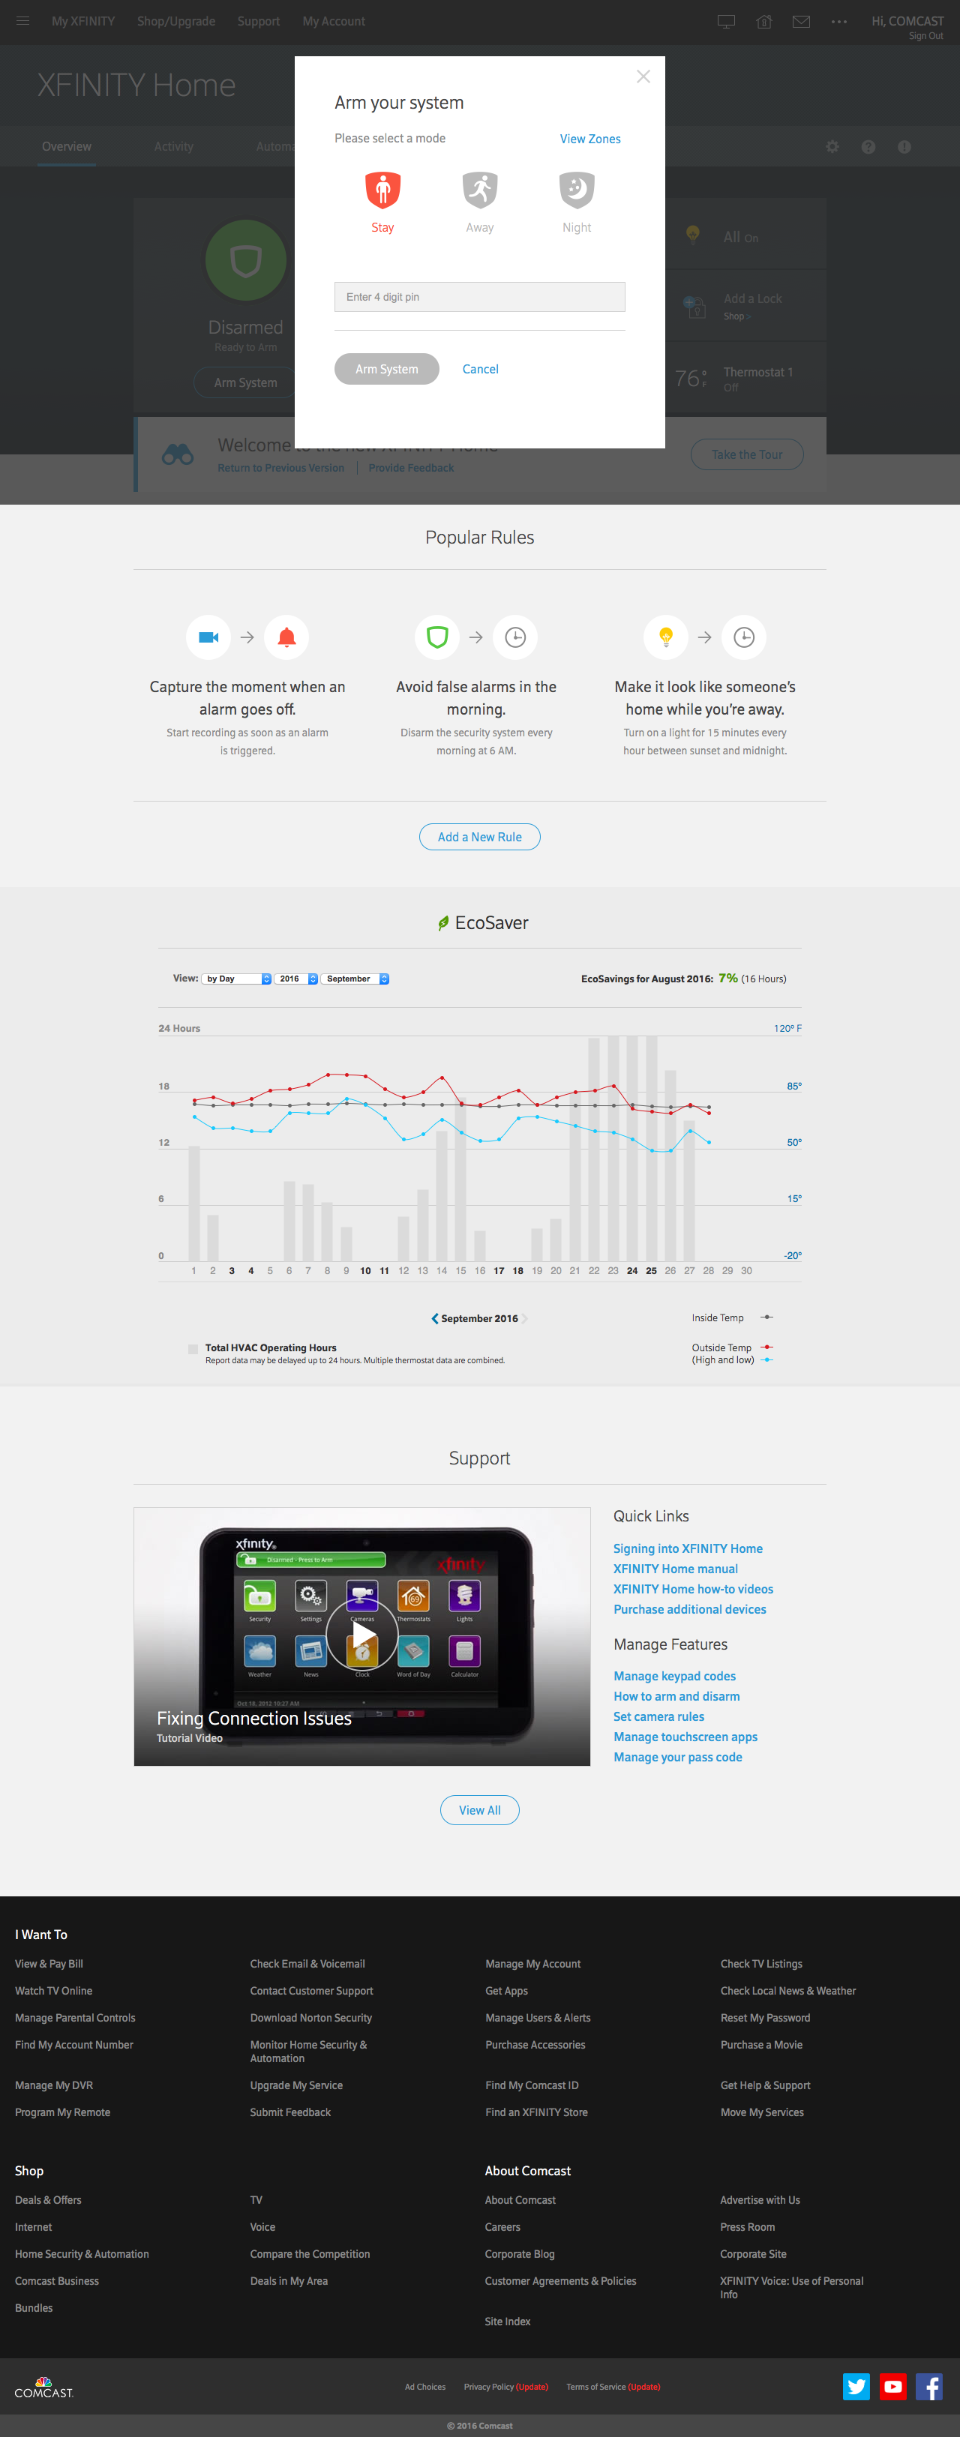 My XFINITY Shop/Upgrade Support My Account
Hi, COMCAST
Sign Out
XFINITY Home
Overview Activity Automa
Arm your system
Please select a mode View Zones
Stay Away Night
Enter 4 digit pin
Arm System Cancel
Disarmed
Ready to Arm
Arm System
All On
Add a Lock
Shop >
76° F Thermostat 1
Off
Welcome to the new XFINITY Home
Return to Previous Version | Provide Feedback
Take the Tour
Popular Rules
Capture the moment when an
alarm goes off.
Start recording as soon as an alarm
is triggered.
Avoid false alarms in the
morning.
Disarm the security system every
morning at 6 AM.
Make it look like someone's
home while you're away.
Turn on a light for 15 minutes every
hour between sunset and midnight.
Add a New Rule
EcoSaver
View: by Day 2016 September
EcoSavings for August 2016: 7% (16 Hours)
24 Hours 120° F
18 85°
12 50°
6 15°
0 -20°
1 2 3 4 5 6 7 8 9 10 11 12 13 14 15 16 17 18 19 20 21 22 23 24 25 26 27 28 29 30
September 2016
Inside Temp
Total HVAC Operating Hours
Report data may be delayed up to 24 hours. Multiple thermostat data are combined.
Outside Temp
(High and low)
Support
xfinity
Disarmed - Press to Arm
xfinity
Security Settings Cameras Thermostats Lights
69
Weather News Clock Word of Day Calculator
Oct 18, 2012 10:27 AM
Fixing Connection Issues
Tutorial Video
Quick Links
Signing into XFINITY Home
XFINITY Home manual
XFINITY Home how-to videos
Purchase additional devices
Manage Features
Manage keypad codes
How to arm and disarm
Set camera rules
Manage touchscreen apps
Manage your pass code
View All
I Want To
View & Pay Bill Check Email & Voicemail Manage My Account Check TV Listings
Watch TV Online Contact Customer Support Get Apps Check Local News & Weather
Manage Parental Controls Download Norton Security Manage Users & Alerts Reset My Password
Find My Account Number Monitor Home Security & Purchase Accessories Purchase a Movie
Automation
Manage My DVR Upgrade My Service Find My Comcast ID Get Help & Support
Program My Remote Submit Feedback Find an XFINITY Store Move My Services
Shop About Comcast
Deals & Offers TV About Comcast Advertise with Us
Internet Voice Careers Press Room
Home Security & Automation Compare the Competition Corporate Blog Corporate Site
Comcast Business Deals in My Area Customer Agreements & Policies XFINITY Voice: Use of Personal
Info
Bundles
Site Index
COMCAST
Ad Choices Privacy Policy (Update) Terms of Service (Update)
© 2016 Comcast